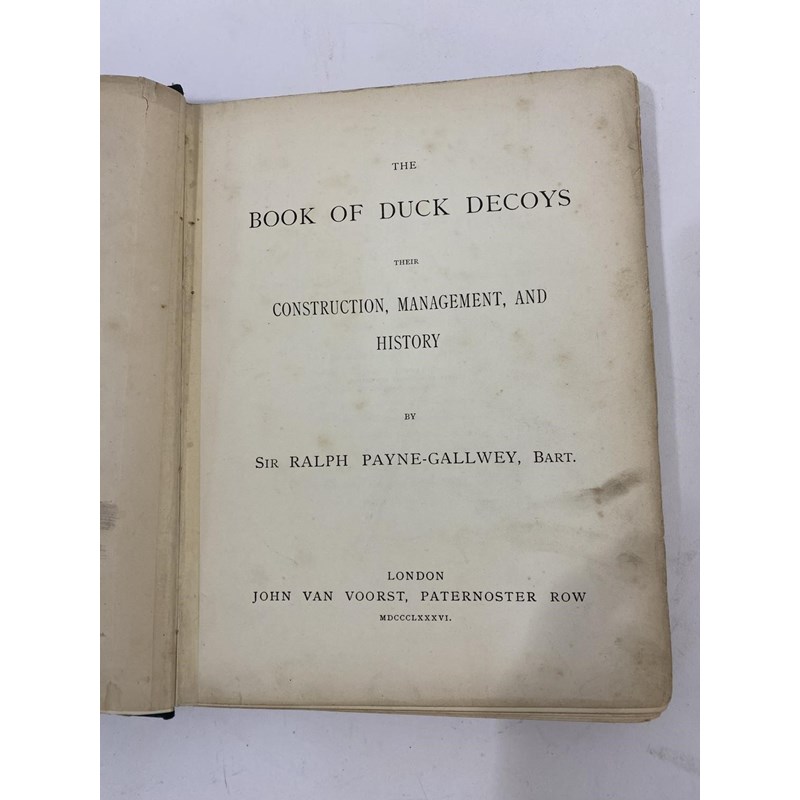 THE
BOOK OF DUCK DECOYS
THEIR
CONSTRUCTION, MANAGEMENT, AND
HISTORY
BY
SIR RALPH PAYNE-GALLWEY, BART.
LONDON
JOHN VAN VOORST, PATERNOSTER ROW
MDCCCLXXXVI.